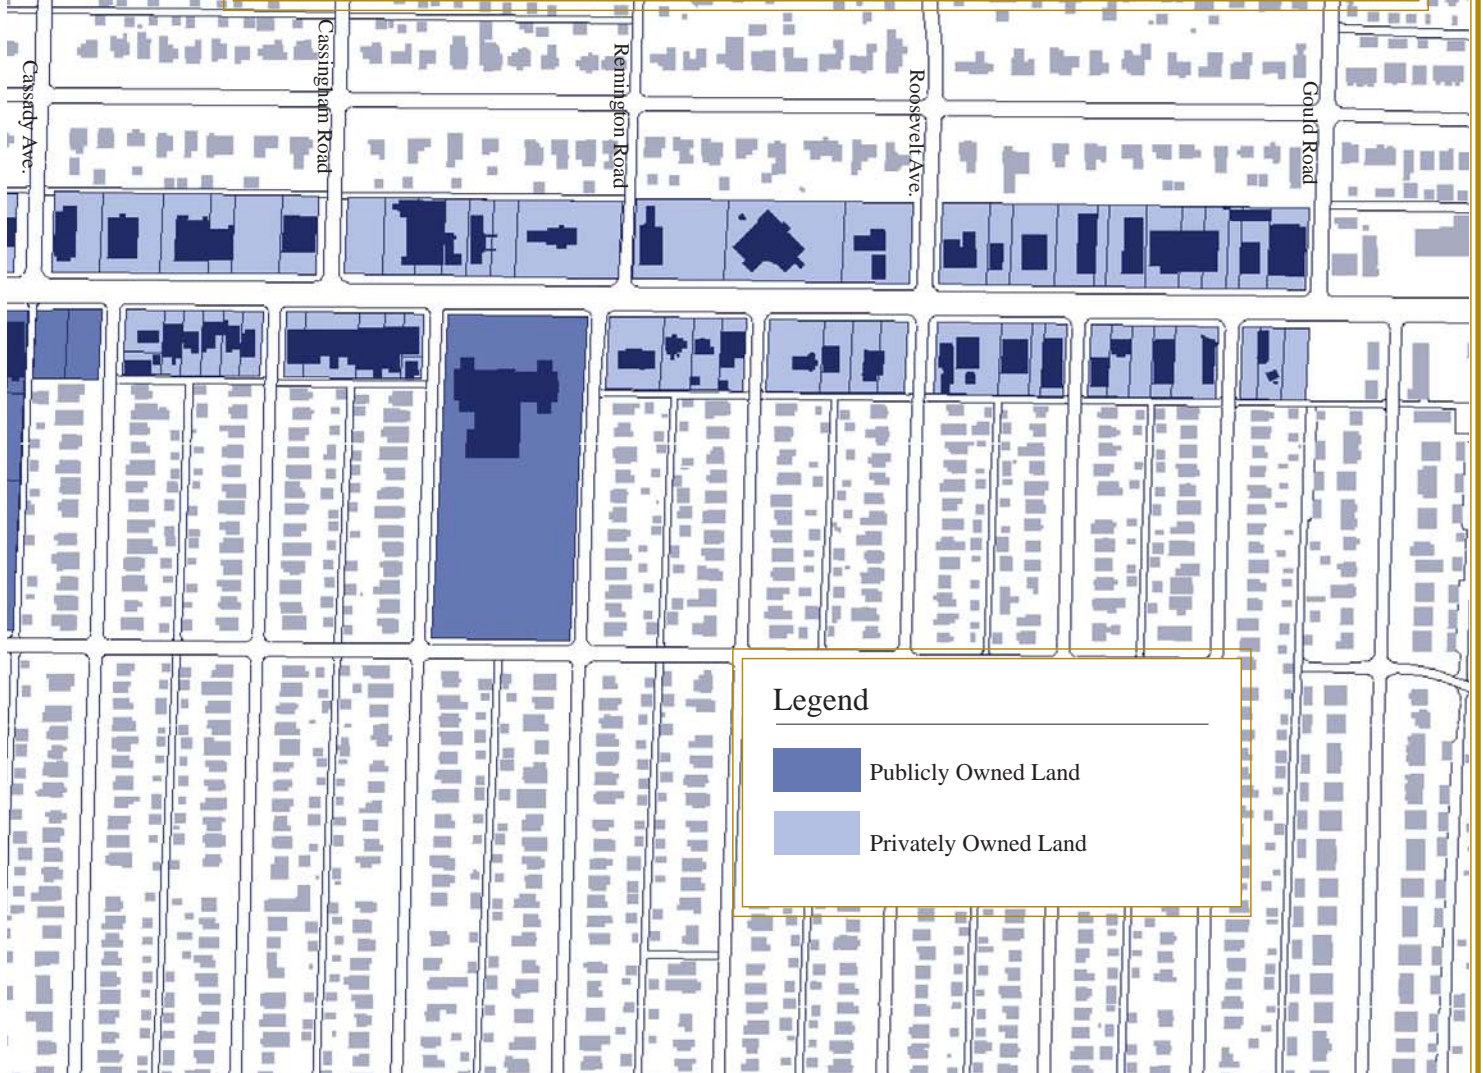 Cassady Ave.
Cassingham Road
Remington Road
Roosevelt Ave.
Gould Road
Legend
Publicly Owned Land
Privately Owned Land